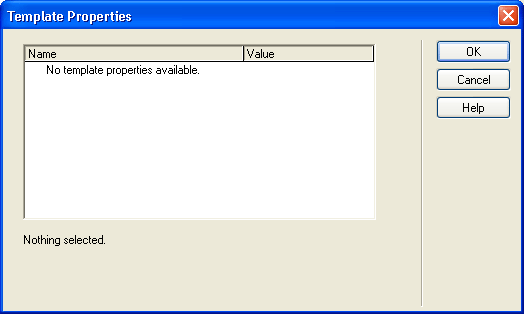 Template Properties
Name Value
No template properties available.
Nothing selected.
OK
Cancel
Help